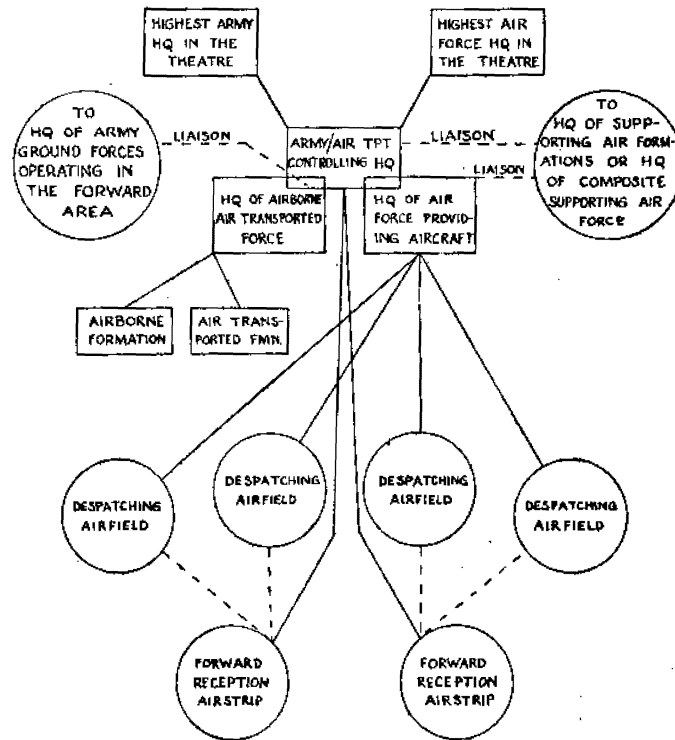 HIGHEST ARMY
HQ IN THE
THEATRE
HIGHEST AIR
FORCE HQ IN
THE THEATRE
TO
HQ OF ARMY
GROUND FORCES
OPERATING IN
THE FORWARD
AREA
LIAISON
ARMY/AIR TPT
CONTROLLING HQ
LIAISON
LIAISON
TO
HQ OF SUPP-
ORTING AIR FORM-
ATIONS OR HQ
OF COMPOSITE
SUPPORTING AIR
FORCE
HQ OF AIRBORNE
AIR TRANSPORTED
FORCE
HQ OF AIR
FORCE PROVID-
ING AIRCRAFT
AIRBORNE
FORMATION
AIR TRANS-
PORTED FMN.
DESPATCHING
AIRFIELD
DESPATCHING
AIRFIELD
DESPATCHING
AIRFIELD
DESPATCHING
AIRFIELD
FORWARD
RECEPTION
AIRSTRIP
FORWARD
RECEPTION
AIRSTRIP